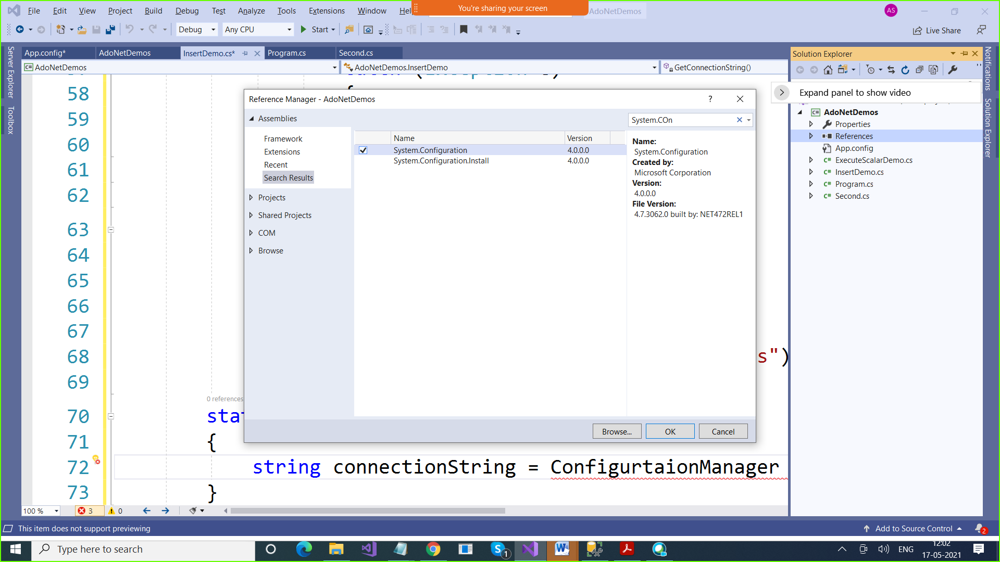 File Edit View Project Build Debug Test Analyze Tools Extensions Window Hel
You're sharing your screen
AdoNetDemos
AS
Debug Any CPU Start
Live Share
Server Explorer
Toolbox
App.config* AdoNetDemos InsertDemo.cs* Program.cs Second.cs
AdoNetDemos AdoNetDemos.InsertDemo GetConnectionString()
58
59
60
61
62
63
64
65
66
67
68 s")
69
0 references
70 stat
71 {
72 string connectionString = ConfigurtaionManager
73 }
Reference Manager - AdoNetDemos ?
Assemblies
Framework
Extensions
Recent
Search Results
Projects
Shared Projects
COM
Browse
Name Version
System.Configuration 4.0.0.0
System.Configuration.Install 4.0.0.0
System.COn
Name:
System.Configuration
Created by:
Microsoft Corporation
Version:
4.0.0.0
File Version:
4.7.3062.0 built by: NET472REL1
Browse... OK Cancel
Solution Explorer
Expand panel to show video
C# AdoNetDemos
Properties
References
App.config
C# ExecuteScalarDemo.cs
C# InsertDemo.cs
C# Program.cs
C# Second.cs
Notifications
Solution Explorer
100 % 3 0
This item does not support previewing
Add to Source Control 2
Type here to search
1
ENG
12:02
17-05-2021